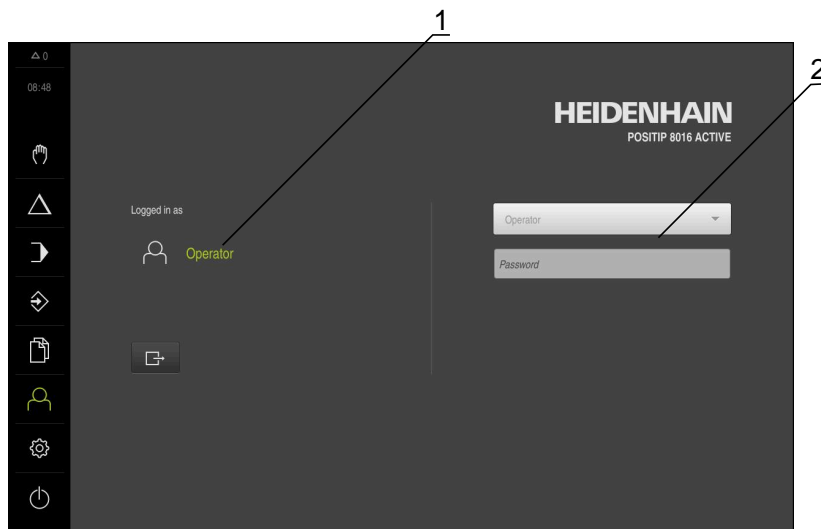 1
2
△ 0
08:48
HEIDENHAIN
POSITIP 8016 ACTIVE
Logged in as
Operator
Operator
Password